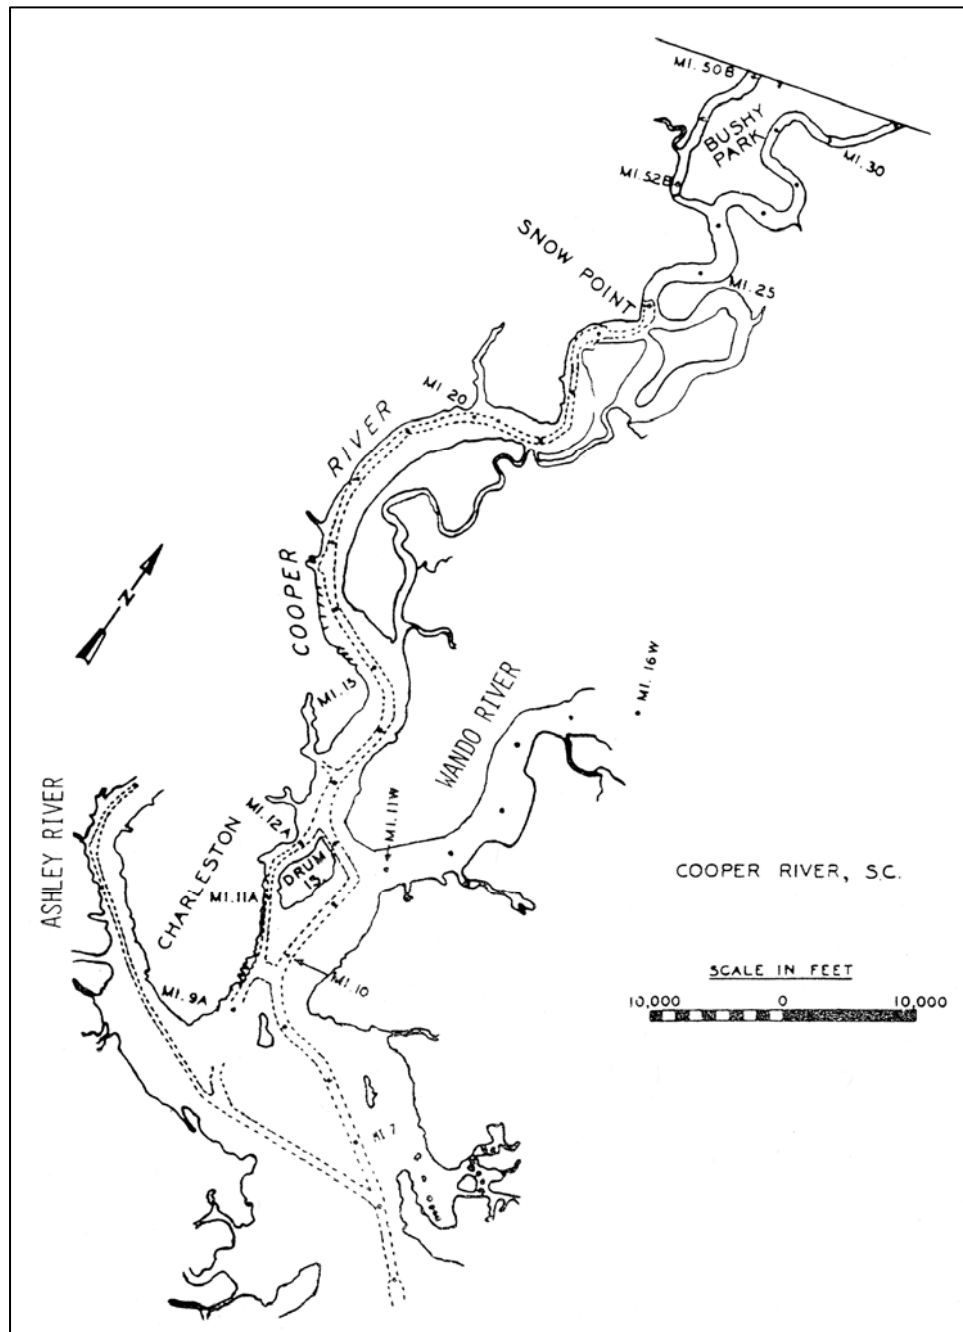 MI. 50B
BUSHY
PARK
MI. 30
MI. 52B
SNOW POINT
MI. 25
MI. 20
COOPER RIVER
N
MI. 16W
MI. 15
WANDO RIVER
ASHLEY RIVER
MI. 12A
MI. 11W
CHARLESTON
DRUM
IS.
MI. 11A
COOPER RIVER, S.C.
MI. 9A
MI. 10
SCALE IN FEET
10,000 0 10,000
MI. 7